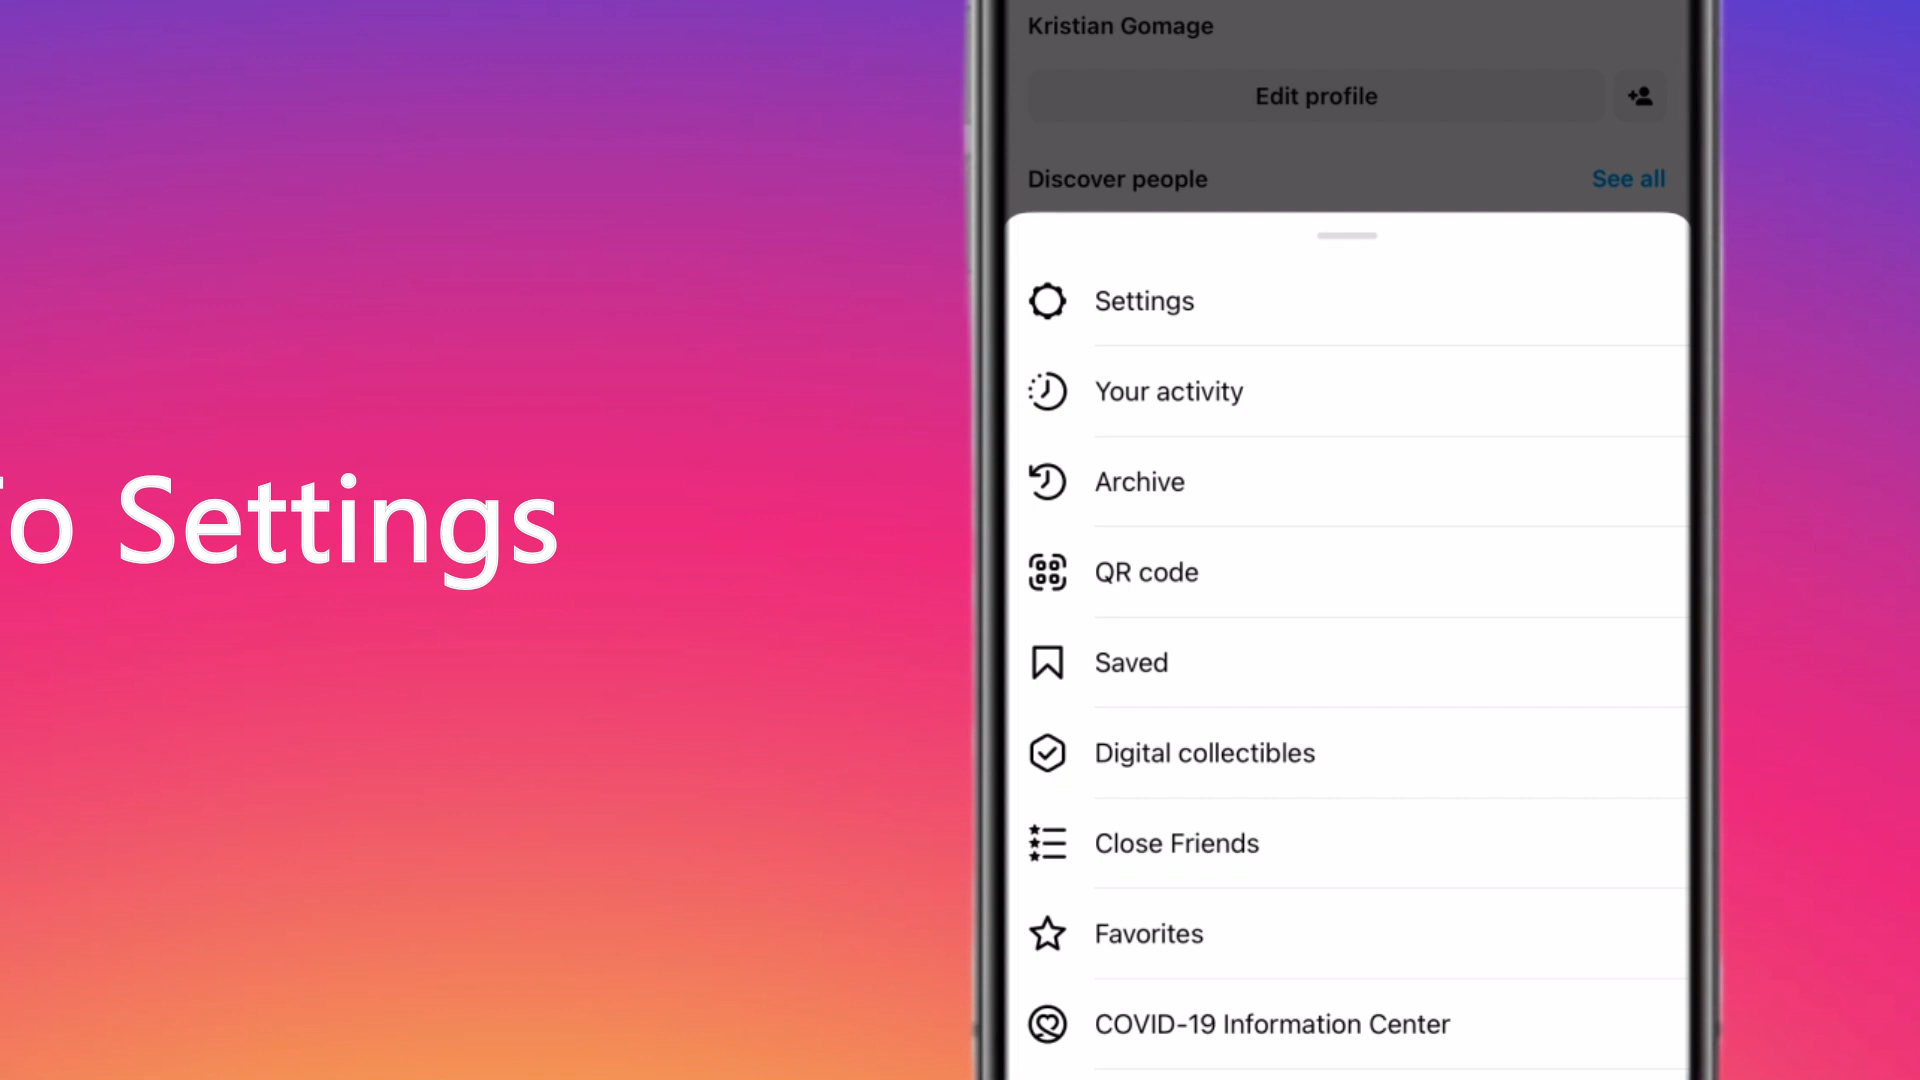 To Settings
Kristian Gomage
Edit profile
Discover people
See all
Settings
Your activity
Archive
QR code
Saved
Digital collectibles
Close Friends
Favorites
COVID-19 Information Center